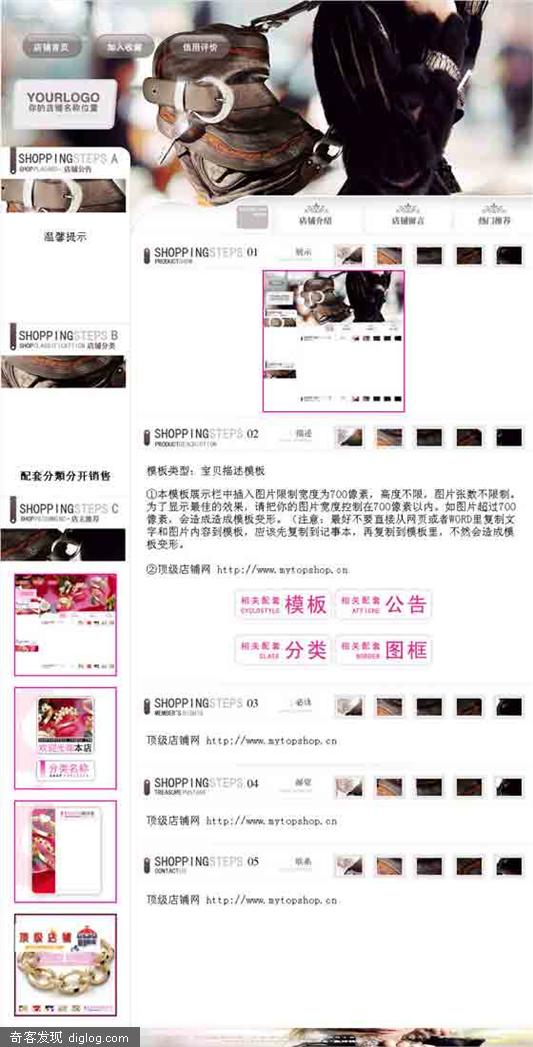 店铺首页
加入收藏
信用评价
YOURLOGO
你的店铺名称位置
SHOPPINGSTEPS A
店铺公告
温馨提示
店铺介绍
店铺留言
热门推荐
SHOPPINGSTEPS 01
PRODUCTSHOW
展示
SHOPPINGSTEPS B
店铺分类
SHOPPINGSTEPS 02
描述
配套分類分开销售
模板类型：宝贝描述模板
①本模板展示栏中插入图片限制宽度为700像素，高度不限，图片张数不限制。
为了显示最佳的效果，请把你的图片宽度控制在700像素以内。如图片超过700
像素，会造成造成模板变形。（注意：最好不要直接从网页或者WORD里复制文
字和图片内容到模板，应该先复制到记事本，再复制到模板里，不然会造成模
板变形。
②顶级店铺网 http://www.mytopshop.cn
SHOPPINGSTEPS C
店主推荐
相关配套 模板
CYCLOSTYLE
相关配套 公告
AFFICHE
相关配套 分类
CLASS
相关配套 图框
BORDER
SHOPPINGSTEPS 03
MEMBER'S RIGHTS
必读
顶级店铺网 http://www.mytopshop.cn
欢迎光临本店
分类名称
SHOPPINGSTEPS 04
邮资
顶级店铺网 http://www.mytopshop.cn
SHOPPINGSTEPS 05
CONTACTUS
联系
顶级店铺网 http://www.mytopshop.cn
顶级店铺
奇客发现 diglog.com